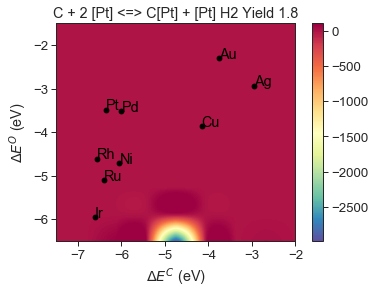 C + 2 [Pt] <=> C[Pt] + [Pt] H2 Yield 1.8
Au
Ag
Pt
Pd
Cu
Rh
Ni
Ru
Ir
−2
−3
−4
−5
−6
ΔE^O (eV)
−7 −6 −5 −4 −3 −2
ΔE^C (eV)
0
−500
−1000
−1500
−2000
−2500